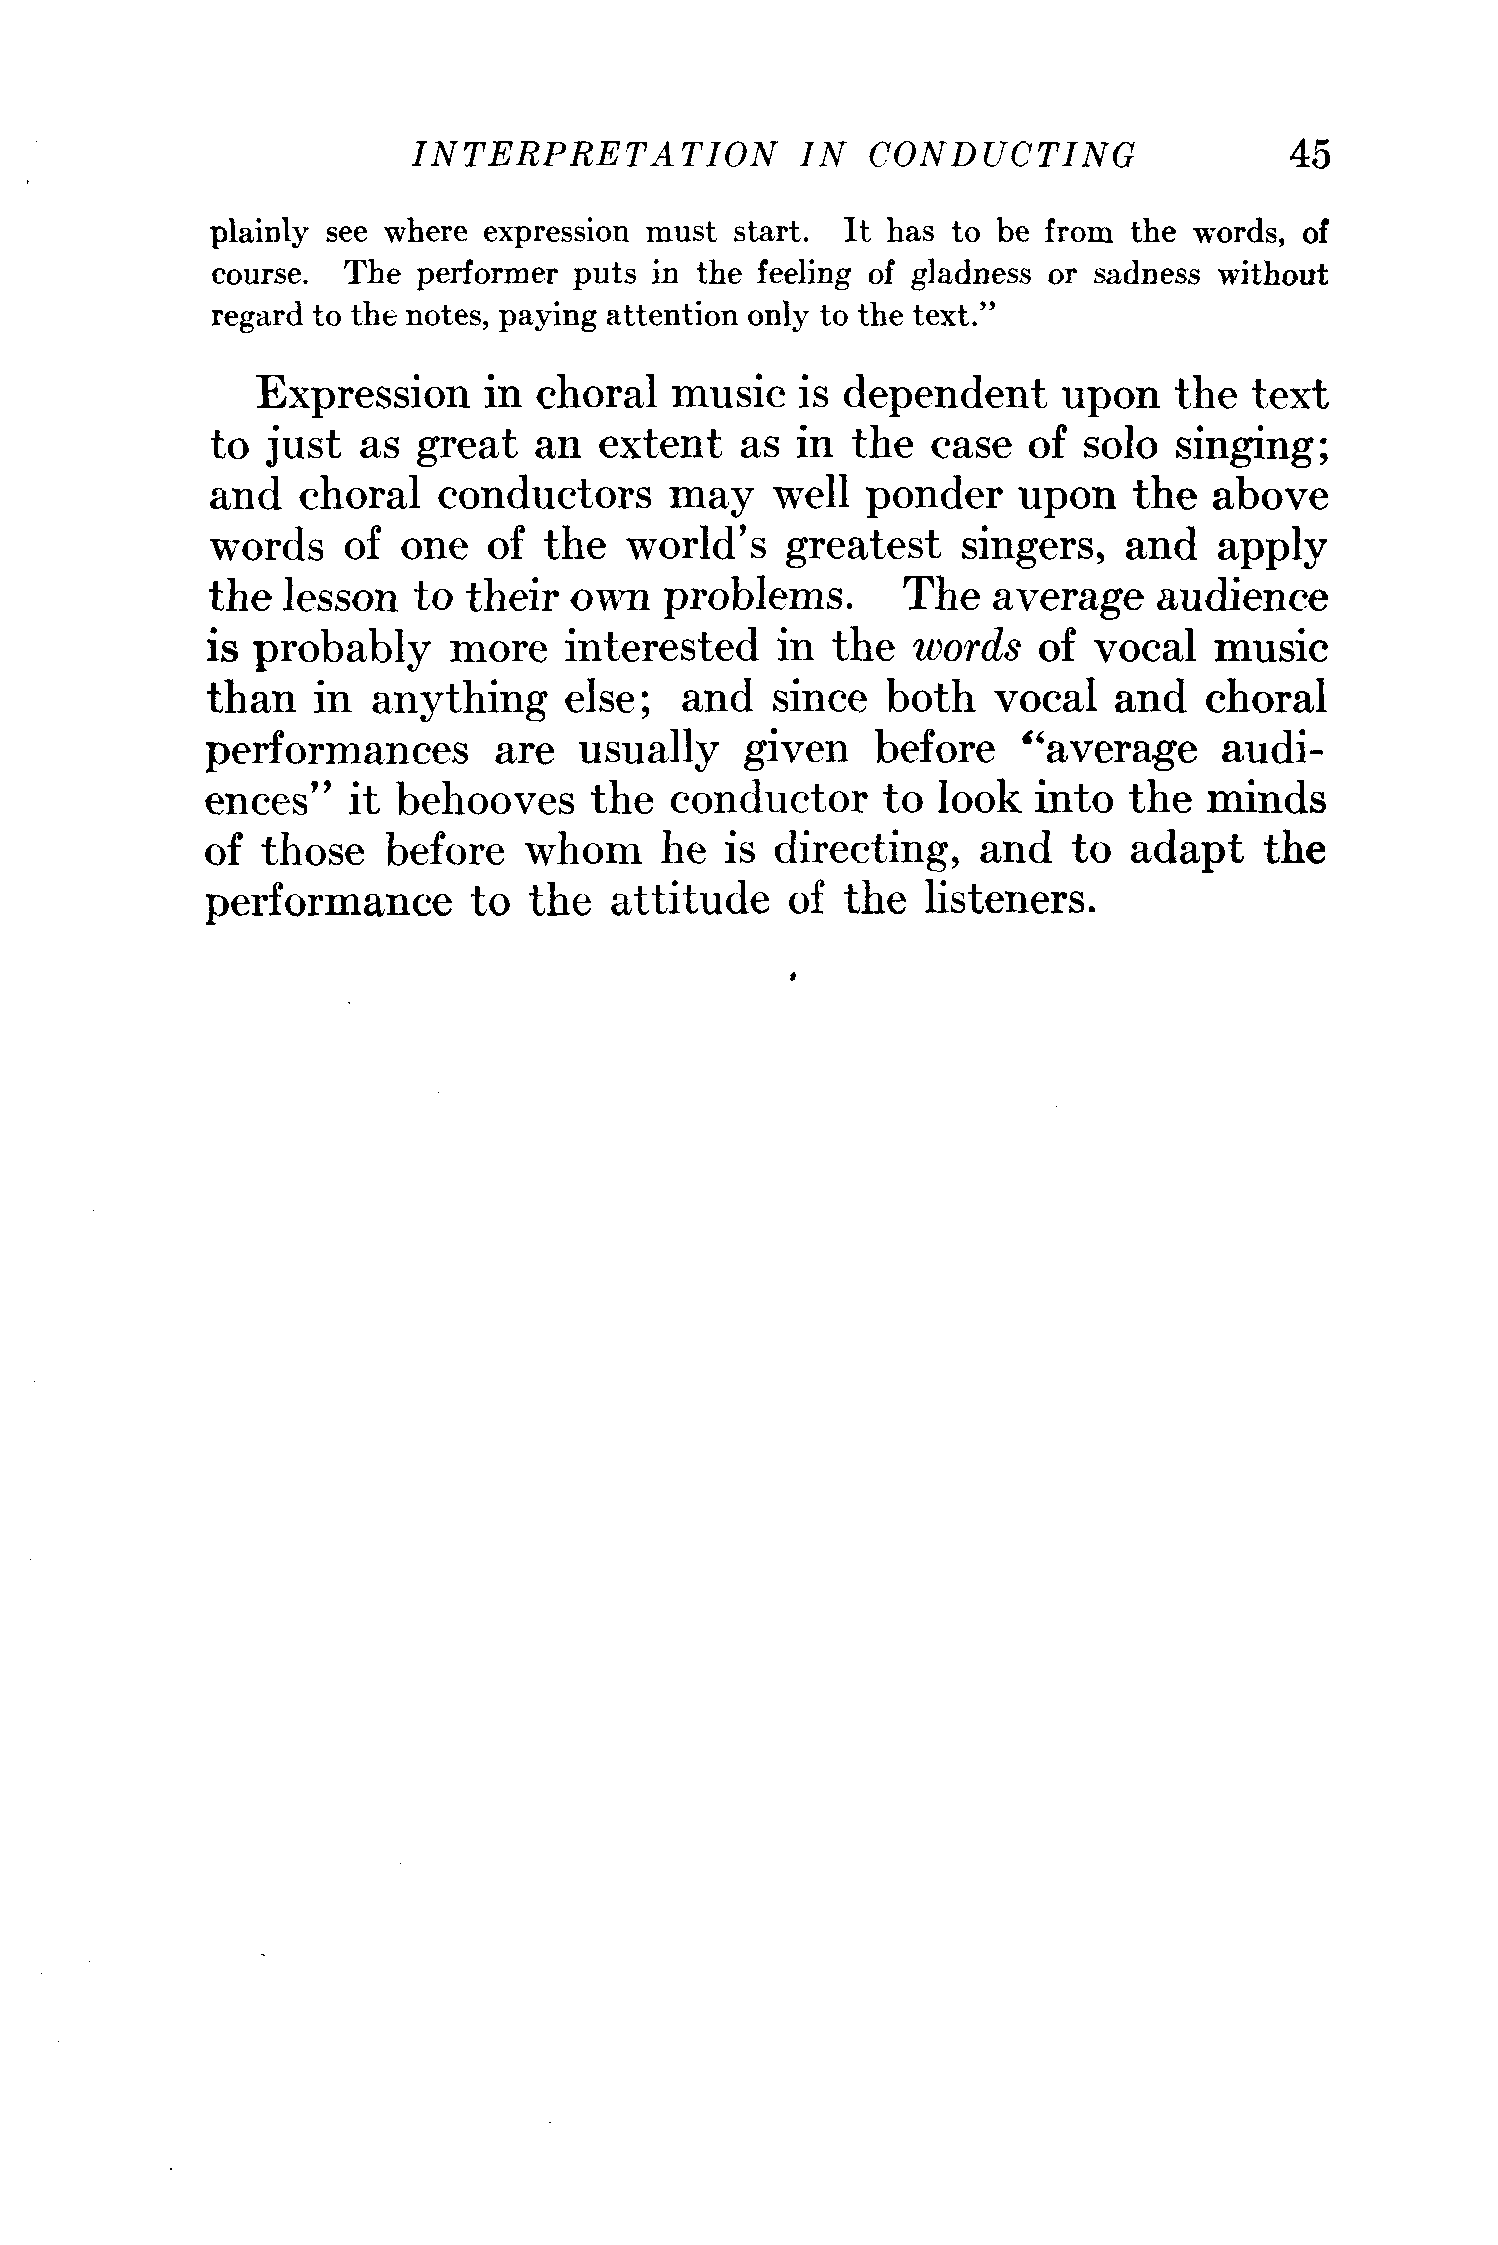 INTERPRETATION IN CONDUCTING 45
plainly see where expression must start. It has to be from the words, of
course. The performer puts in the feeling of gladness or sadness without
regard to the notes, paying attention only to the text.”
Expression in choral music is dependent upon the text
to just as great an extent as in the case of solo singing;
and choral conductors may well ponder upon the above
words of one of the world’s greatest singers, and apply
the lesson to their own problems. The average audience
is probably more interested in the words of vocal music
than in anything else; and since both vocal and choral
performances are usually given before “average audi-
ences” it behooves the conductor to look into the minds
of those before whom he is directing, and to adapt the
performance to the attitude of the listeners.